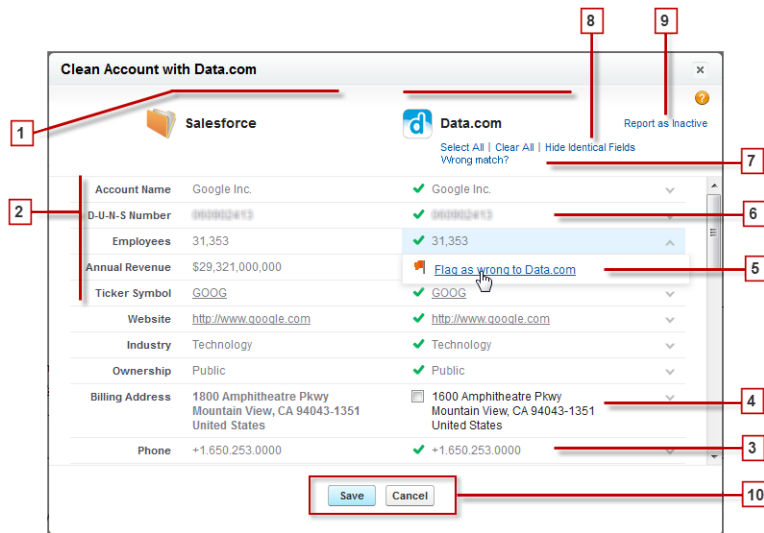 8 9
Clean Account with Data.com
1 Salesforce Data.com Report as Inactive
Select All | Clear All | Hide Identical Fields
Wrong match? 7
2
Account Name Google Inc. Google Inc.
D-U-N-S Number 6
Employees 31,353 31,353
Annual Revenue $29,321,000,000 Flag as wrong to Data.com 5
Ticker Symbol GOOG GOOG
Website http://www.google.com http://www.google.com
Industry Technology Technology
Ownership Public Public
Billing Address 1800 Amphitheatre Pkwy 1600 Amphitheatre Pkwy 4
Mountain View, CA 94043-1351 Mountain View, CA 94043-1351
United States United States
Phone +1.650.253.0000 +1.650.253.0000 3
Save Cancel 10